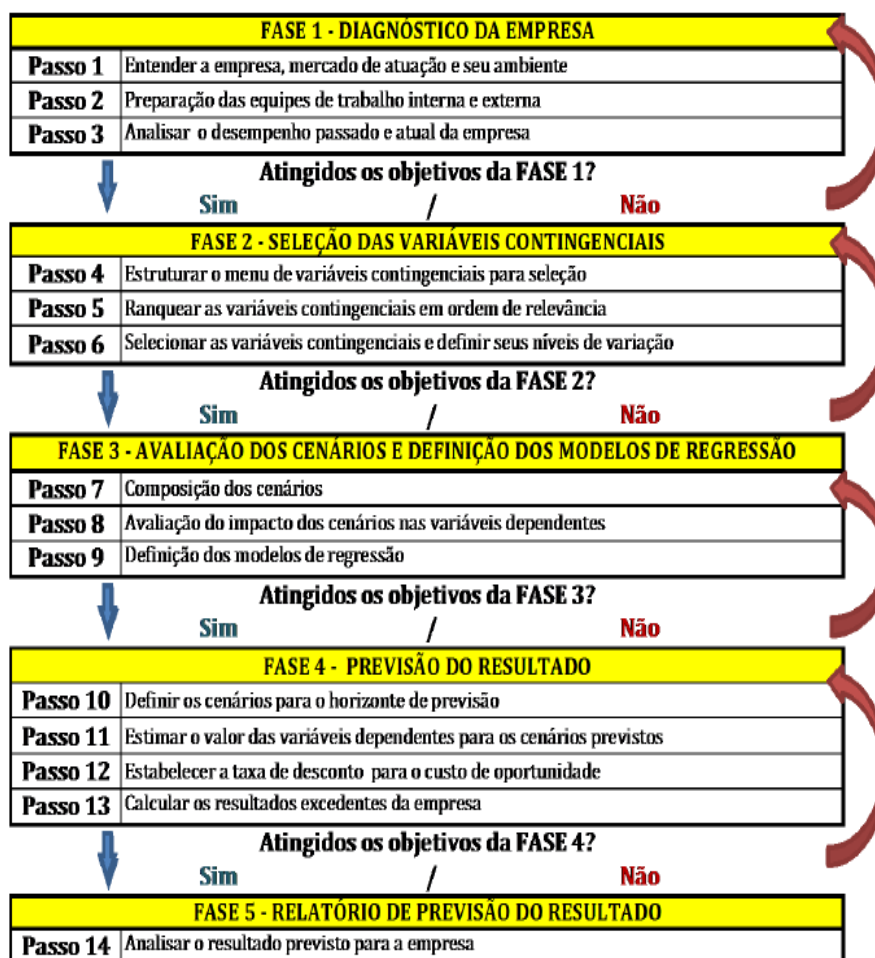 FASE 1 - DIAGNÓSTICO DA EMPRESA
Passo 1 Entender a empresa, mercado de atuação e seu ambiente
Passo 2 Preparação das equipes de trabalho interna e externa
Passo 3 Analisar o desempenho passado e atual da empresa
Atingidos os objetivos da FASE 1?
Sim / Não
FASE 2 - SELEÇÃO DAS VARIÁVEIS CONTINGENCIAIS
Passo 4 Estruturar o menu de variáveis contingenciais para seleção
Passo 5 Ranquear as variáveis contingenciais em ordem de relevância
Passo 6 Selecionar as variáveis contingenciais e definir seus níveis de variação
Atingidos os objetivos da FASE 2?
Sim / Não
FASE 3 - AVALIAÇÃO DOS CENÁRIOS E DEFINIÇÃO DOS MODELOS DE REGRESSÃO
Passo 7 Composição dos cenários
Passo 8 Avaliação do impacto dos cenários nas variáveis dependentes
Passo 9 Definição dos modelos de regressão
Atingidos os objetivos da FASE 3?
Sim / Não
FASE 4 - PREVISÃO DO RESULTADO
Passo 10 Definir os cenários para o horizonte de previsão
Passo 11 Estimar o valor das variáveis dependentes para os cenários previstos
Passo 12 Estabelecer a taxa de desconto para o custo de oportunidade
Passo 13 Calcular os resultados excedentes da empresa
Atingidos os objetivos da FASE 4?
Sim / Não
FASE 5 - RELATÓRIO DE PREVISÃO DO RESULTADO
Passo 14 Analisar o resultado previsto para a empresa